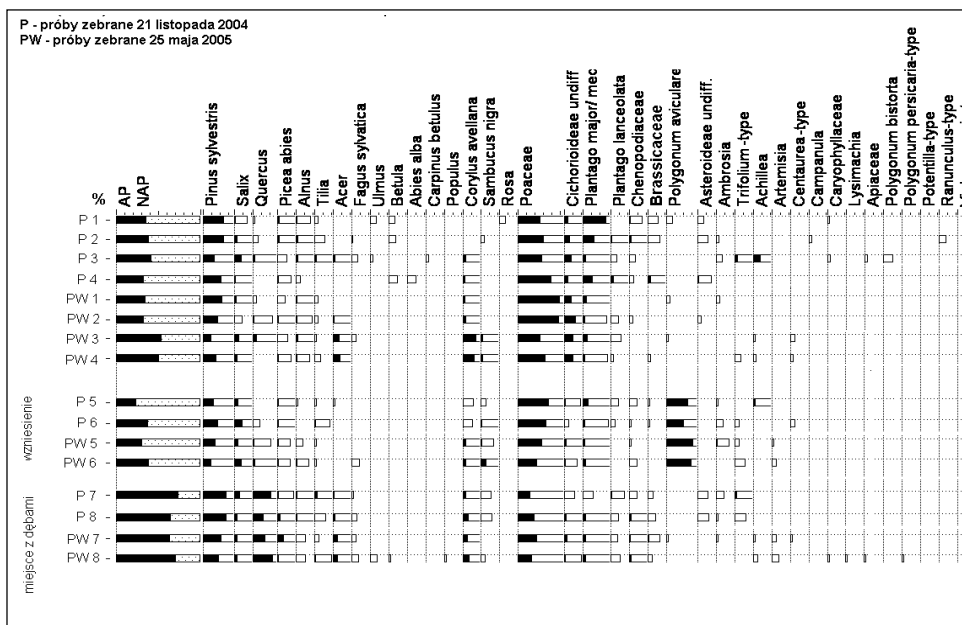 P - próby zebrane 21 listopada 2004
PW - próby zebrane 25 maja 2005
%
AP
NAP
Pinus sylvestris
Salix
Quercus
Picea abies
Alnus
Tilia
Acer
Fagus sylvatica
Ulmus
Betula
Abies alba
Carpinus betulus
Populus
Corylus avellana
Sambucus nigra
Rosa
Poaceae
Cichorioideae undiff
Plantago major/ mec
Plantago lanceolata
Chenopodiaceae
Brassicaceae
Polygonum aviculare
Asteroideae undiff.
Ambrosia
Trifolium -type
Achillea
Artemisia
Centaurea -type
Campanula
Caryophyllaceae
Lysimachia
Apiaceae
Polygonum bistorta
Polygonum persicaria-type
Potentilla-type
Ranunculus-type
P 1
P 2
P 3
P 4
PW 1
PW 2
PW 3
PW 4
wzniesienie
P 5
P 6
PW 5
PW 6
miejsce z dębami
P 7
P 8
PW 7
PW 8